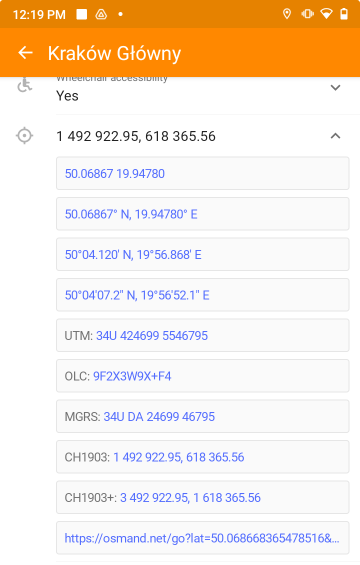 12:19 PM
Kraków Główny
Wheelchair accessibility
Yes
1 492 922.95, 618 365.56
50.06867 19.94780
50.06867° N, 19.94780° E
50°04.120′ N, 19°56.868′ E
50°04′07.2″ N, 19°56′52.1″ E
UTM: 34U 424699 5546795
OLC: 9F2X3W9X+F4
MGRS: 34U DA 24699 46795
CH1903: 1 492 922.95, 618 365.56
CH1903+: 3 492 922.95, 1 618 365.56
https://osmand.net/go?lat=50.068668365478516&...